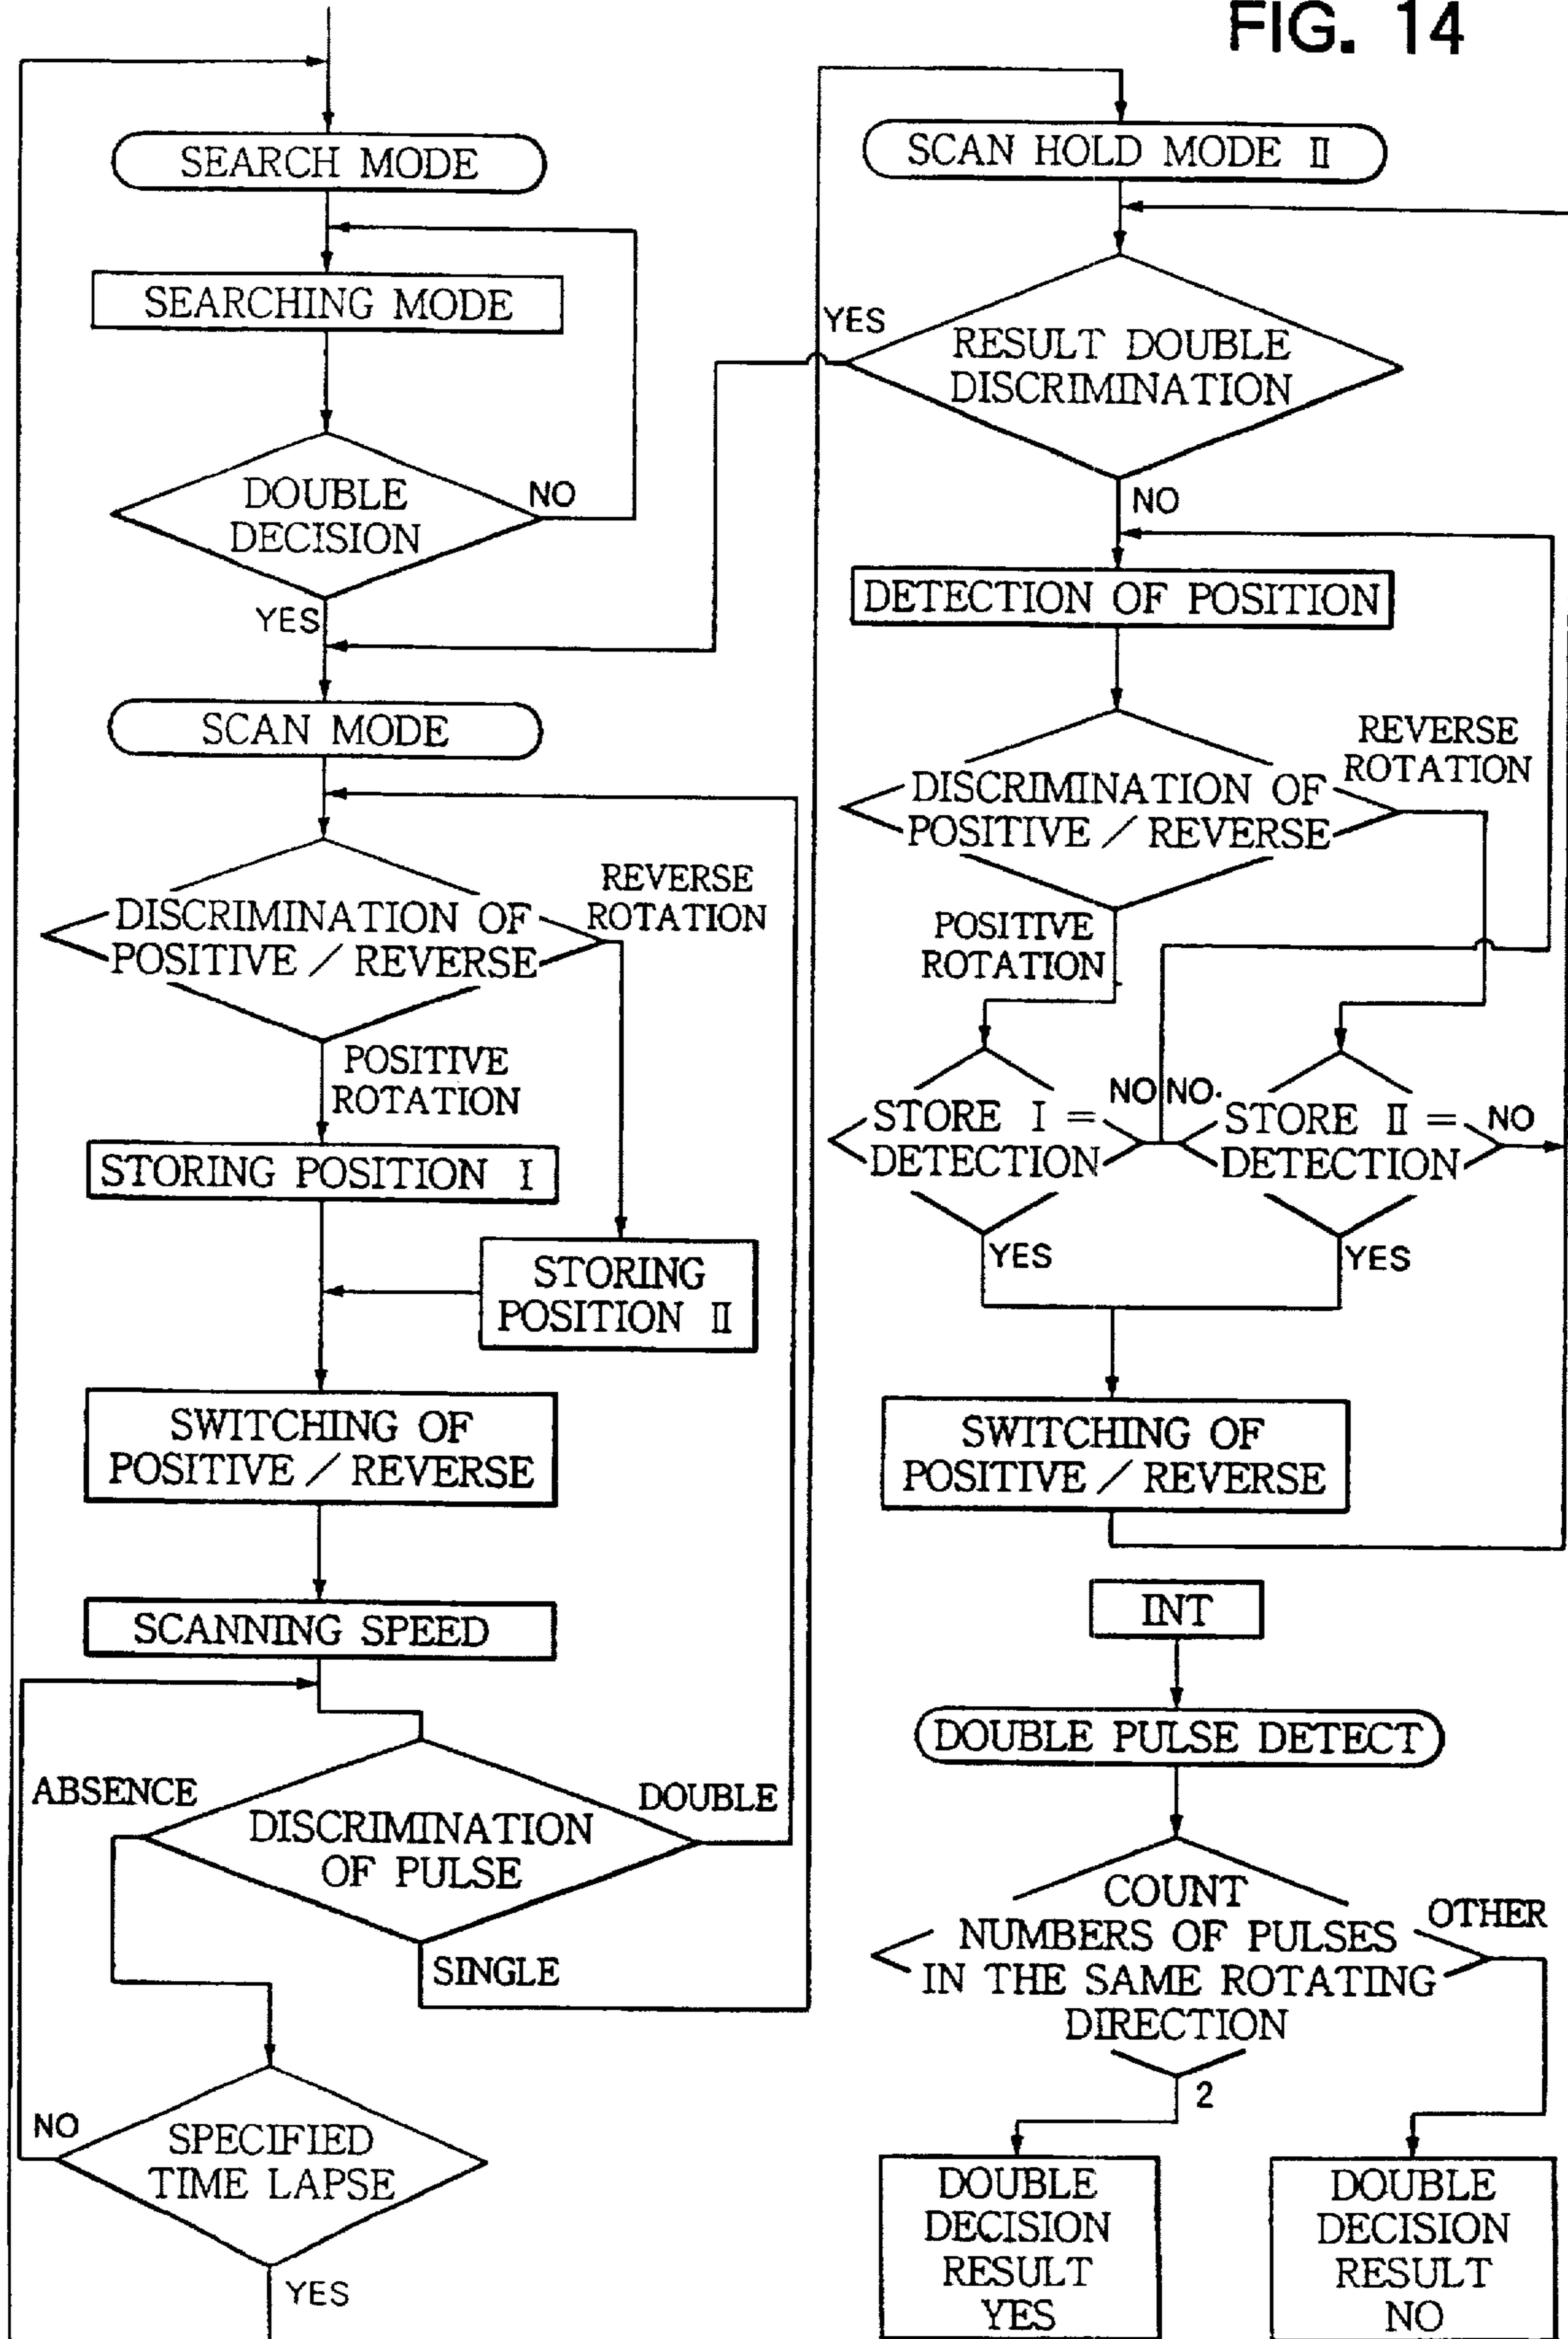 FIG. 14
SEARCH MODE
SEARCHING MODE
DOUBLE
DECISION
NO
YES
SCAN MODE
DISCRIMINATION OF
POSITIVE / REVERSE
REVERSE
ROTATION
POSITIVE
ROTATION
STORING POSITION I
STORING
POSITION II
SWITCHING OF
POSITIVE / REVERSE
SCANNING SPEED
ABSENCE
DOUBLE
DISCRIMINATION
OF PULSE
SINGLE
NO
SPECIFIED
TIME LAPSE
YES
SCAN HOLD MODE II
YES
RESULT DOUBLE
DISCRIMINATION
NO
DETECTION OF POSITION
REVERSE
ROTATION
DISCRIMINATION OF
POSITIVE / REVERSE
POSITIVE
ROTATION
STORE I =
DETECTION
NO
NO.
STORE II =
DETECTION
NO
YES
YES
SWITCHING OF
POSITIVE / REVERSE
INT
DOUBLE PULSE DETECT
COUNT
NUMBERS OF PULSES
IN THE SAME ROTATING
DIRECTION
OTHER
2
DOUBLE
DECISION
RESULT
YES
DOUBLE
DECISION
RESULT
NO